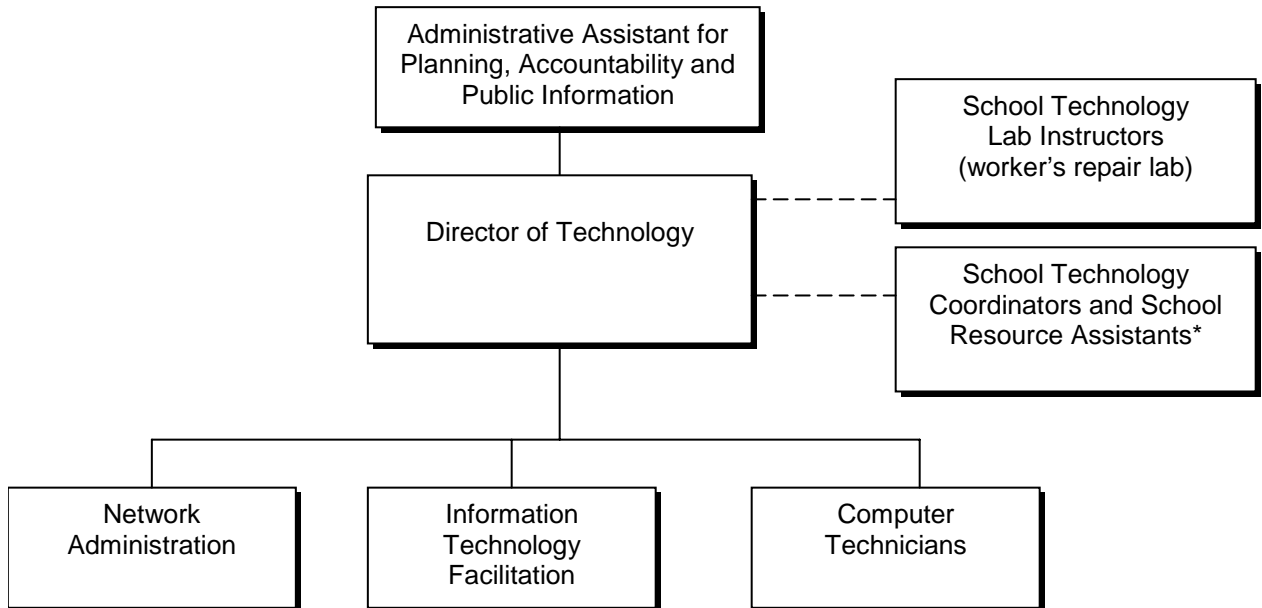 Administrative Assistant for
Planning, Accountability and
Public Information
School Technology
Lab Instructors
(worker’s repair lab)
Director of Technology
School Technology
Coordinators and School
Resource Assistants*
Network
Administration
Information
Technology
Facilitation
Computer
Technicians